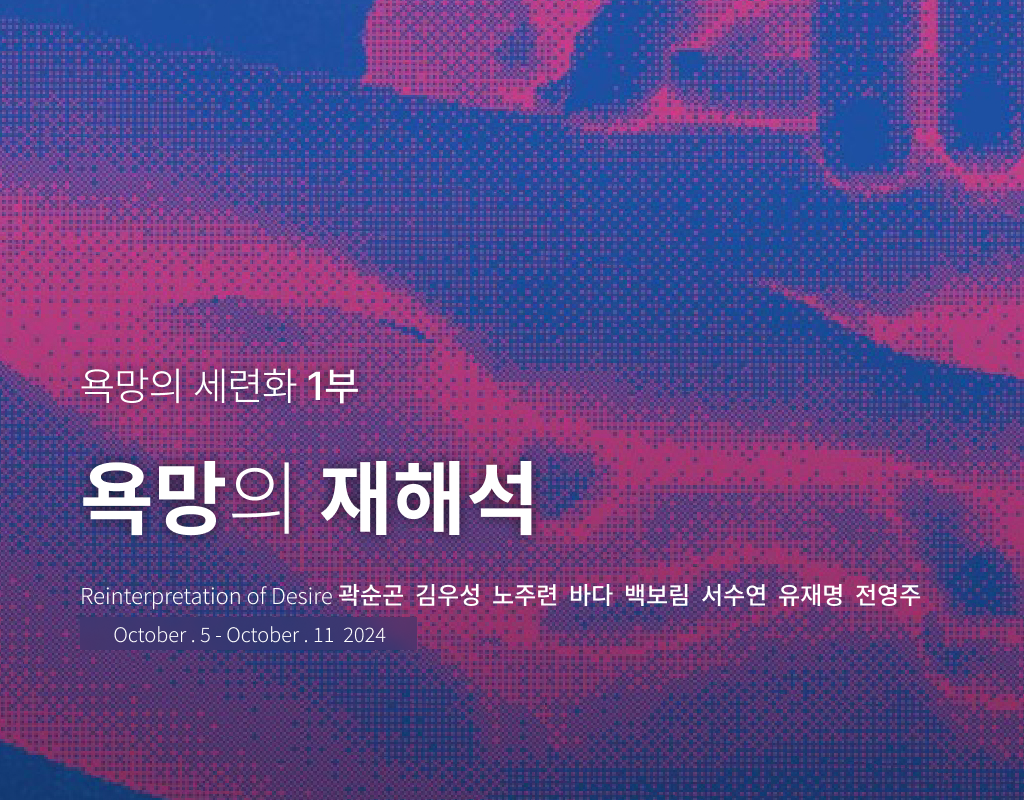 욕망의 세련화 1부
욕망의 재해석
Reinterpretation of Desire 곽순곤 김우성 노주련 바다 백보림 서수연 유재명 전영주
October . 5 - October . 11 2024